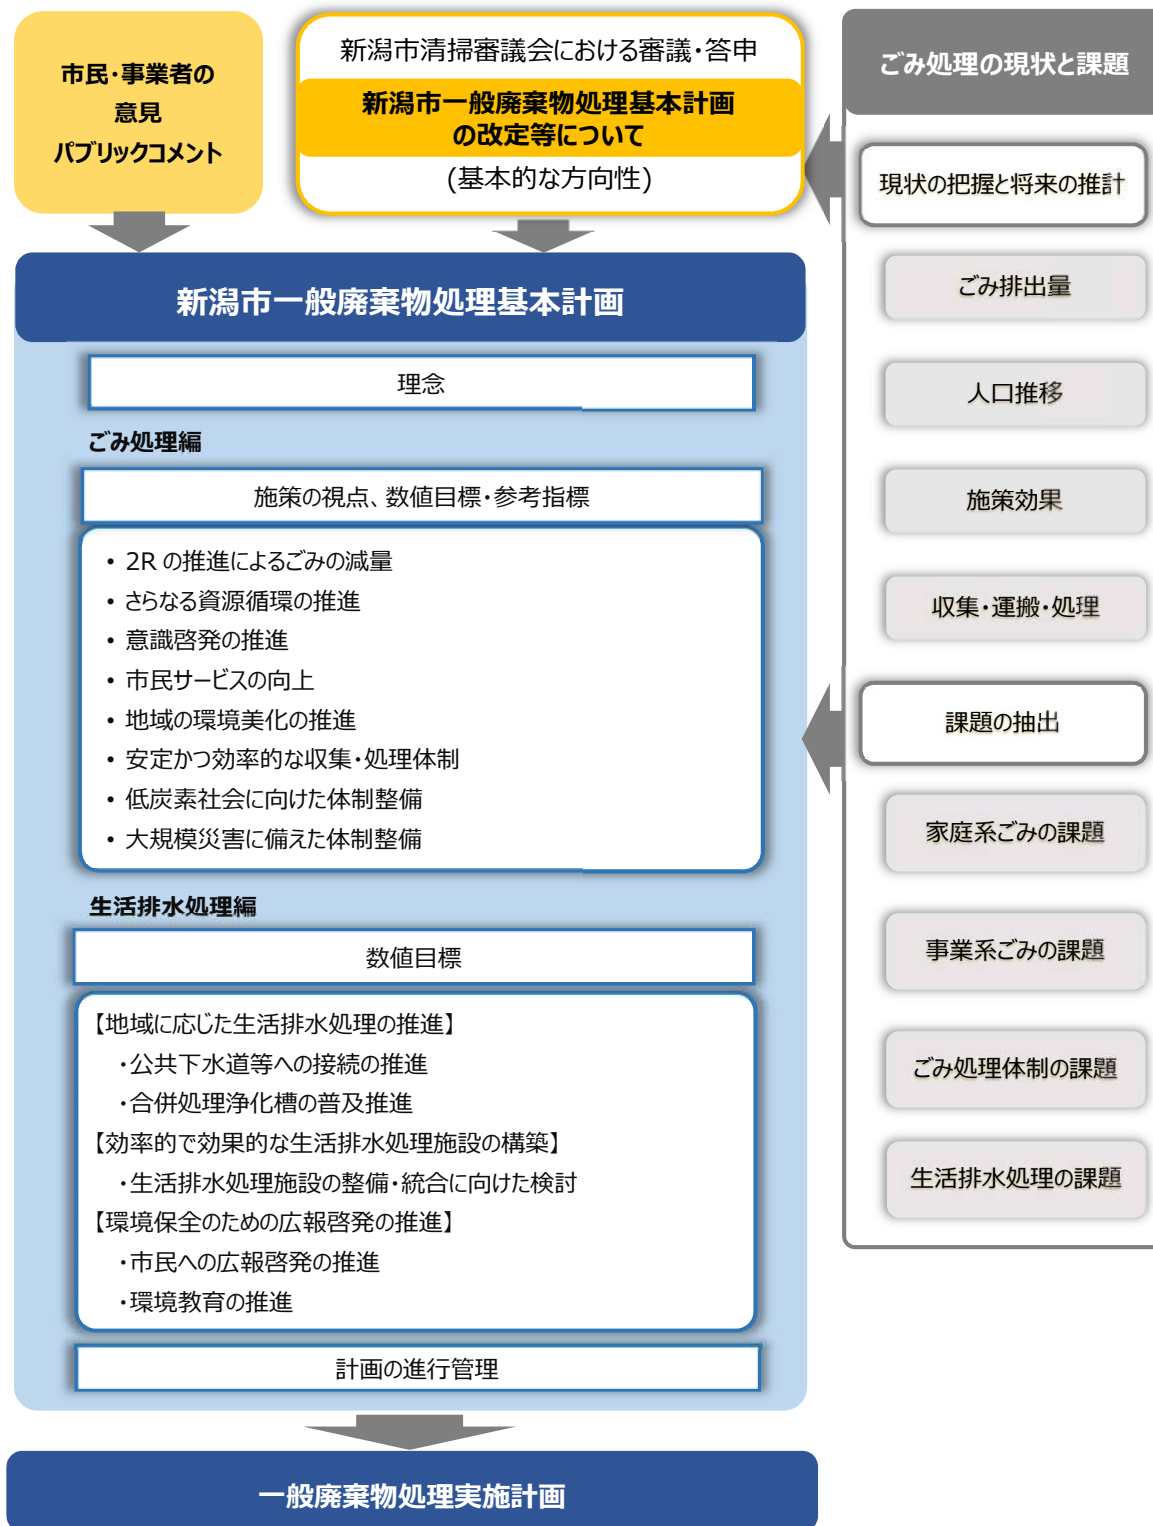 市民・事業者の
意見
パブリックコメント
新潟市清掃審議会における審議・答申
新潟市一般廃棄物処理基本計画
の改定等について
(基本的な方向性)
新潟市一般廃棄物処理基本計画
理念
ごみ処理編
施策の視点、数値目標・参考指標
• 2R の推進によるごみの減量
• さらなる資源循環の推進
• 意識啓発の推進
• 市民サービスの向上
• 地域の環境美化の推進
• 安定かつ効率的な収集・処理体制
• 低炭素社会に向けた体制整備
• 大規模災害に備えた体制整備
生活排水処理編
数値目標
【地域に応じた生活排水処理の推進】
・公共下水道等への接続の推進
・合併処理浄化槽の普及推進
【効率的で効果的な生活排水処理施設の構築】
・生活排水処理施設の整備・統合に向けた検討
【環境保全のための広報啓発の推進】
・市民への広報啓発の推進
・環境教育の推進
計画の進行管理
一般廃棄物処理実施計画
ごみ処理の現状と課題
現状の把握と将来の推計
ごみ排出量
人口推移
施策効果
収集・運搬・処理
課題の抽出
家庭系ごみの課題
事業系ごみの課題
ごみ処理体制の課題
生活排水処理の課題